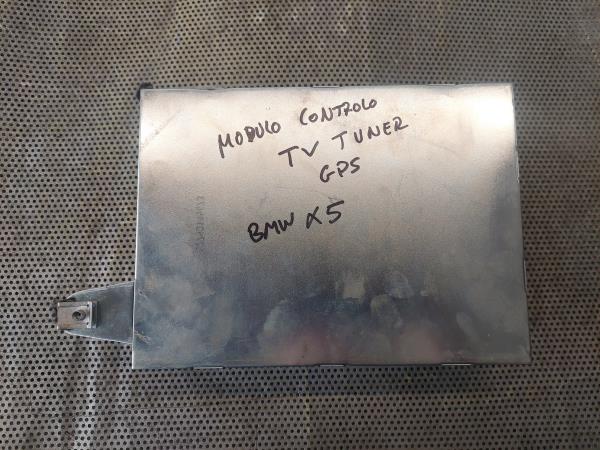 MODULO CONTROLO
TV TUNER
GPS
BMW X5